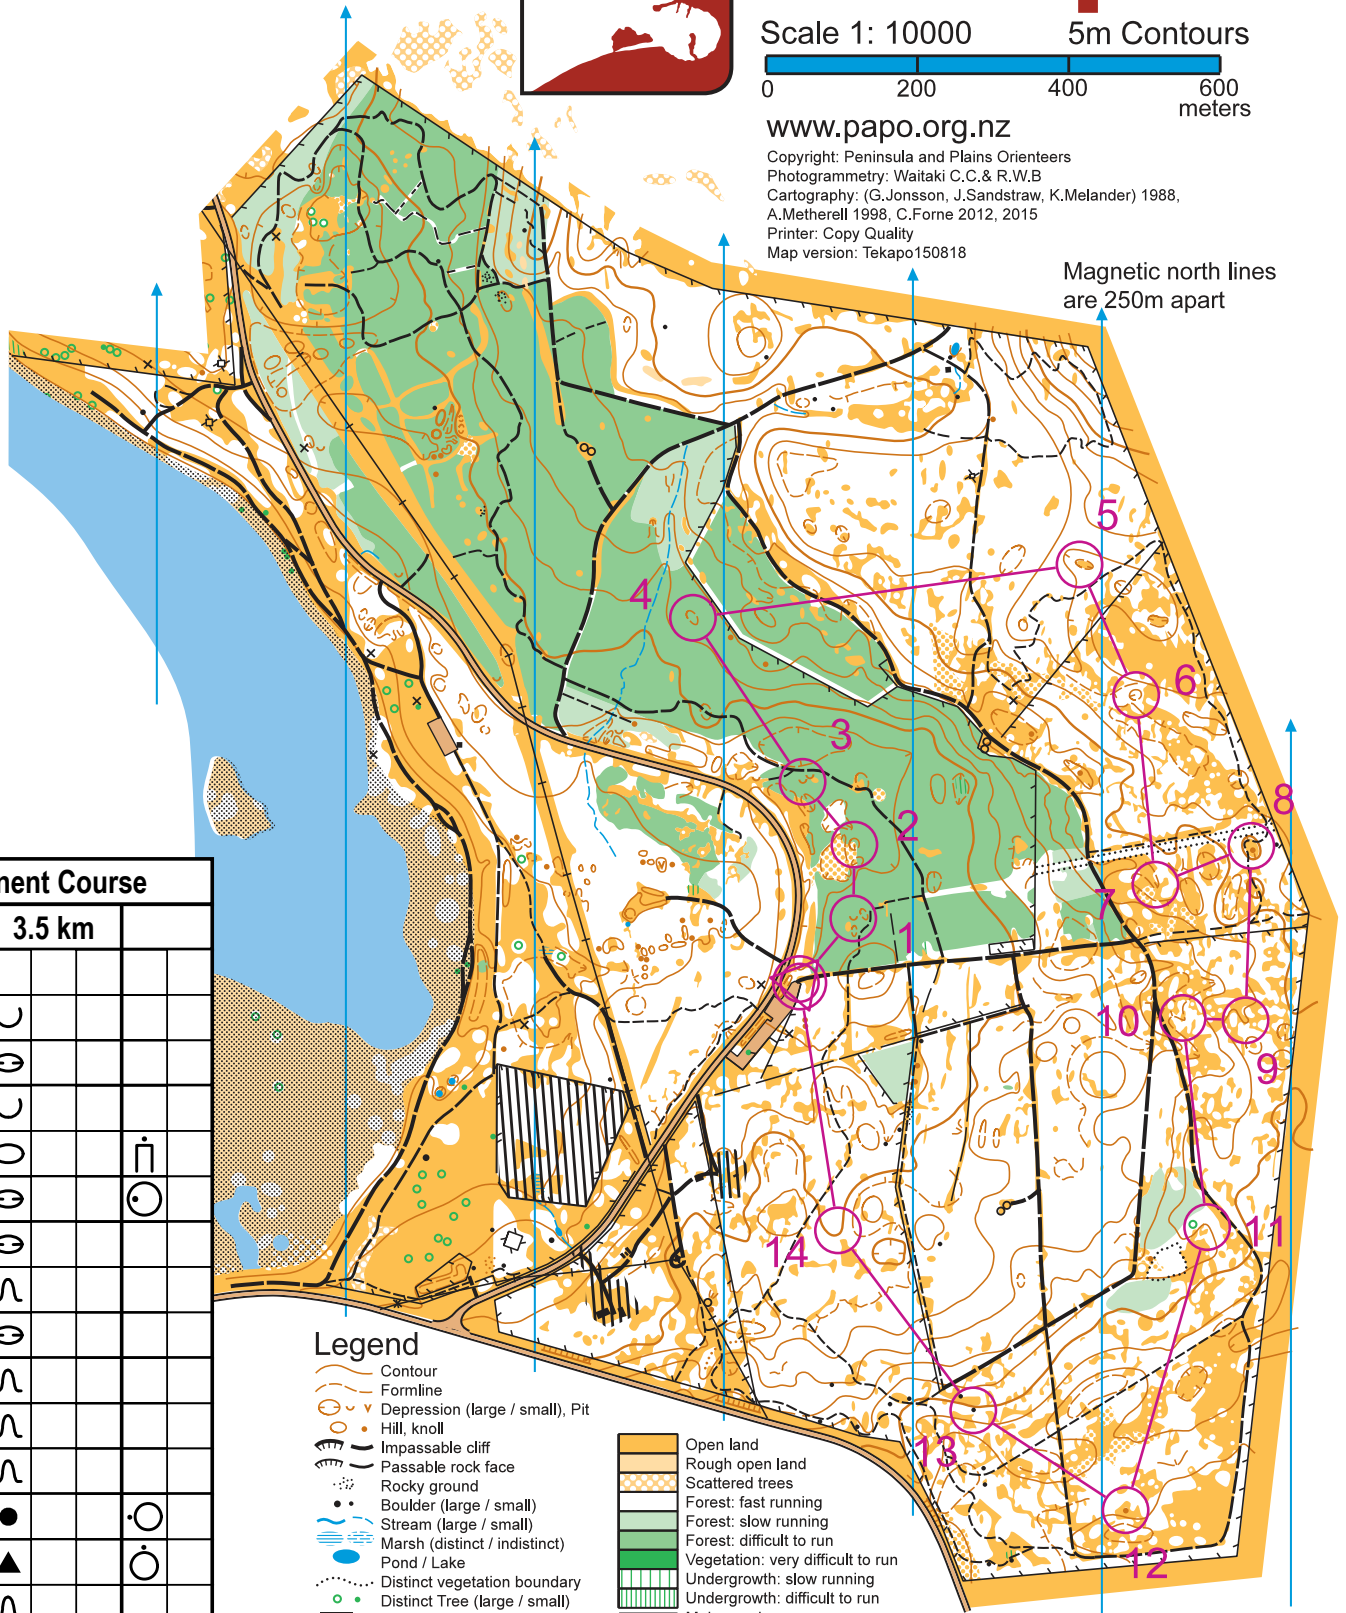 Scale 1: 10000
5m Contours
0
200
400
600
meters
www.papo.org.nz
Copyright: Peninsula and Plains Orienteers
Photogrammetry: Waitaki C.C.& R.W.B
Cartography: (G.Jonsson, J.Sandstraw, K.Melander) 1988,
A.Metherell 1998, C.Forne 2012, 2015
Printer: Copy Quality
Map version: Tekapo150818
Magnetic north lines
are 250m apart
5
4
6
3
8
2
7
1
10
9
11
14
13
12
Course
3.5 km
Legend
Contour
Formline
Depression (large / small), Pit
Hill, knoll
Impassable cliff
Passable rock face
Rocky ground
Boulder (large / small)
Stream (large / small)
Marsh (distinct / indistinct)
Pond / Lake
Distinct vegetation boundary
Distinct Tree (large / small)
Open land
Rough open land
Scattered trees
Forest: fast running
Forest: slow running
Forest: difficult to run
Vegetation: very difficult to run
Undergrowth: slow running
Undergrowth: difficult to run